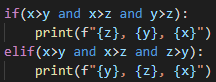 if(x>y and x>z and y>z):
    print(f"{z}, {y}, {x}")
elif(x>y and x>z and z>y):
    print(f"{y}, {z}, {x}")